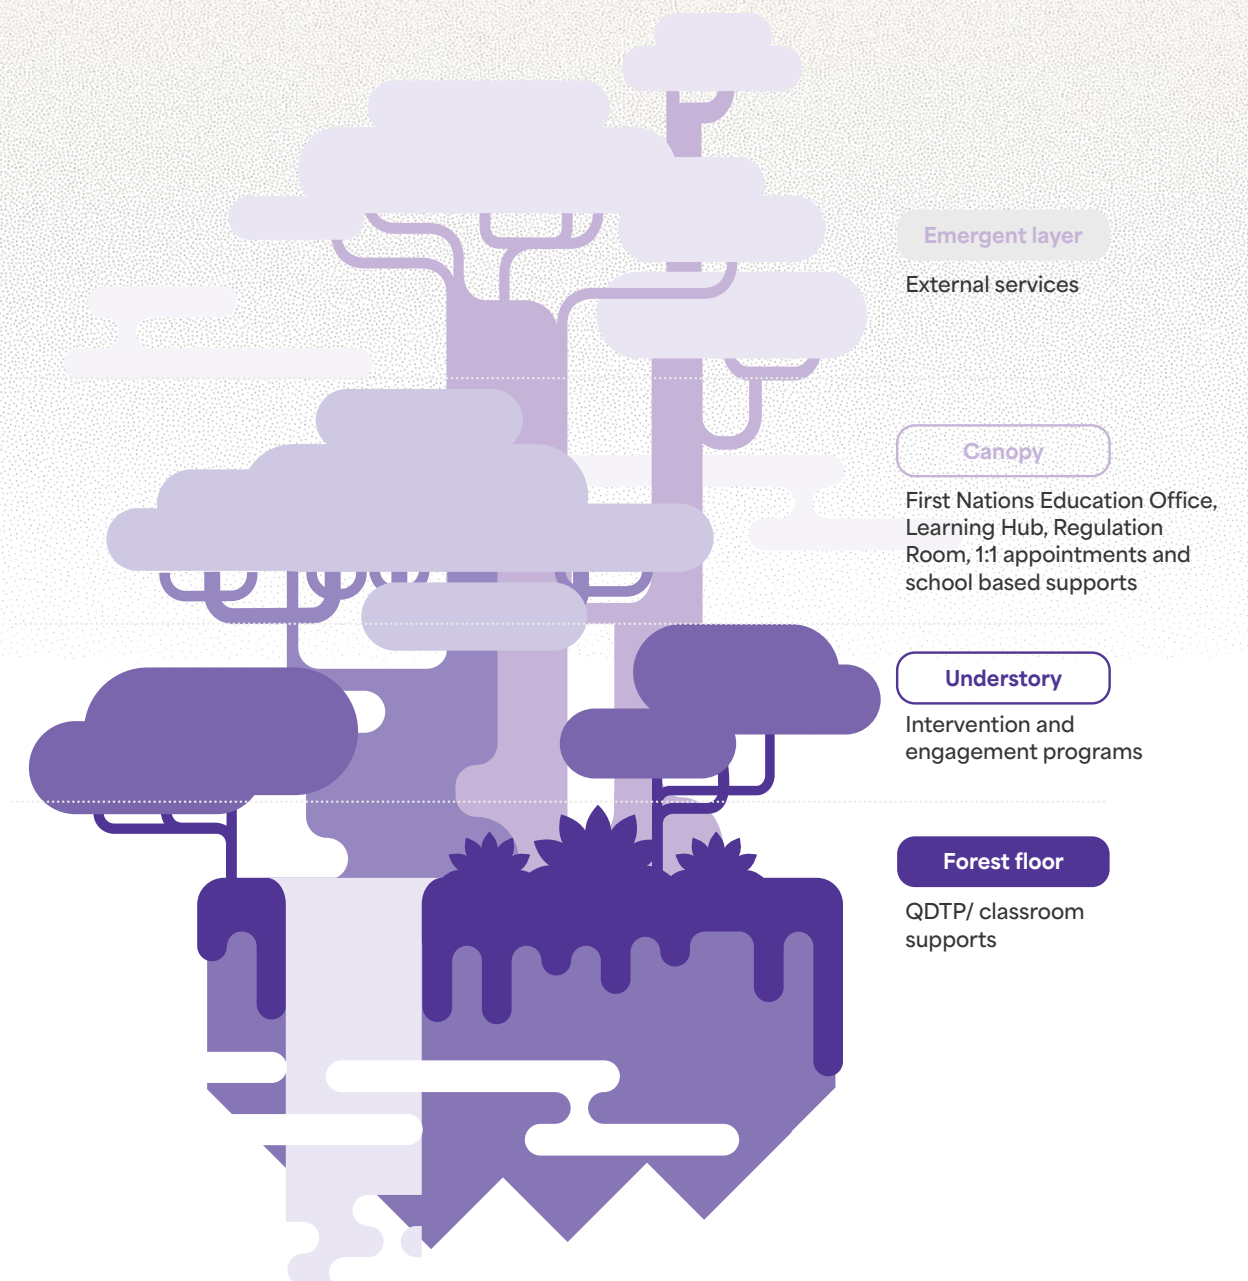 Emergent layer
External services
Canopy
First Nations Education Office,
Learning Hub, Regulation
Room, 1:1 appointments and
school based supports
Understory
Intervention and
engagement programs
Forest floor
QDTP/ classroom
supports